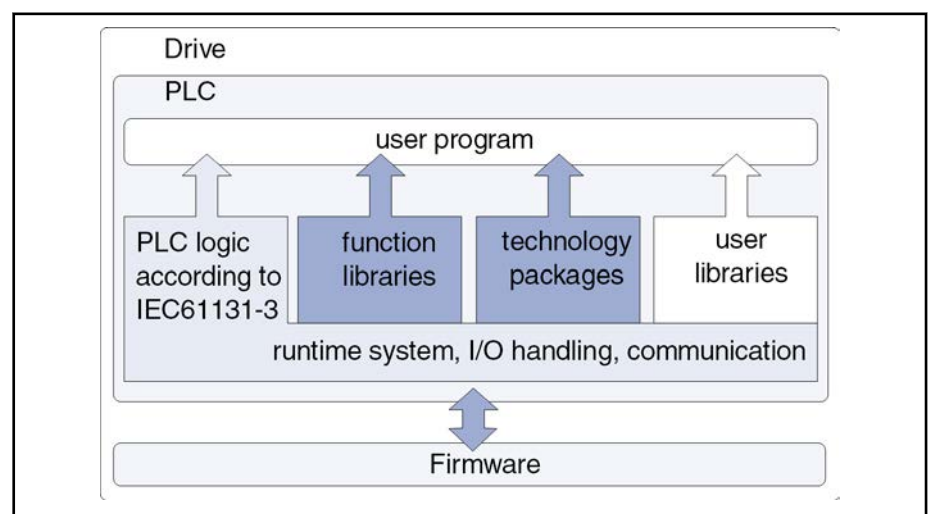 Drive
PLC
user program
PLC logic
according to
IEC61131-3
function
libraries
technology
packages
user
libraries
runtime system, I/O handling, communication
Firmware